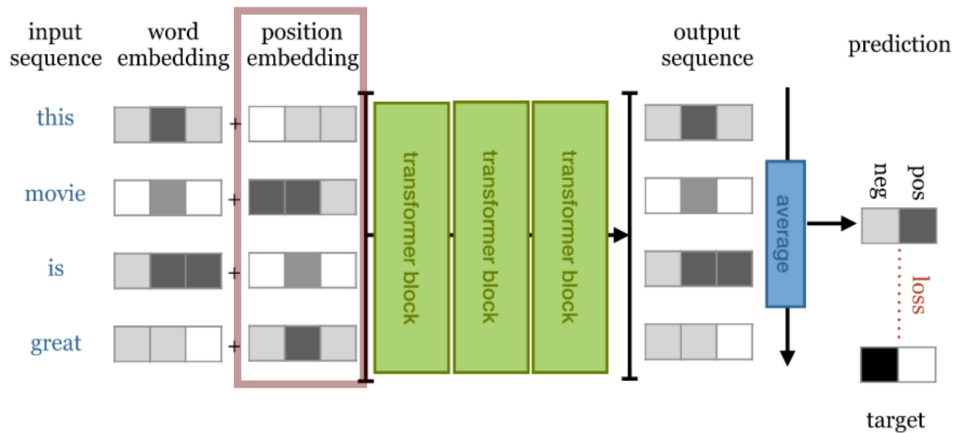 input
sequence
word
embedding
position
embedding
output
sequence
prediction
this
+
movie
+
is
+
great
+
transformer block
transformer block
transformer block
average
neg
pos
loss
target